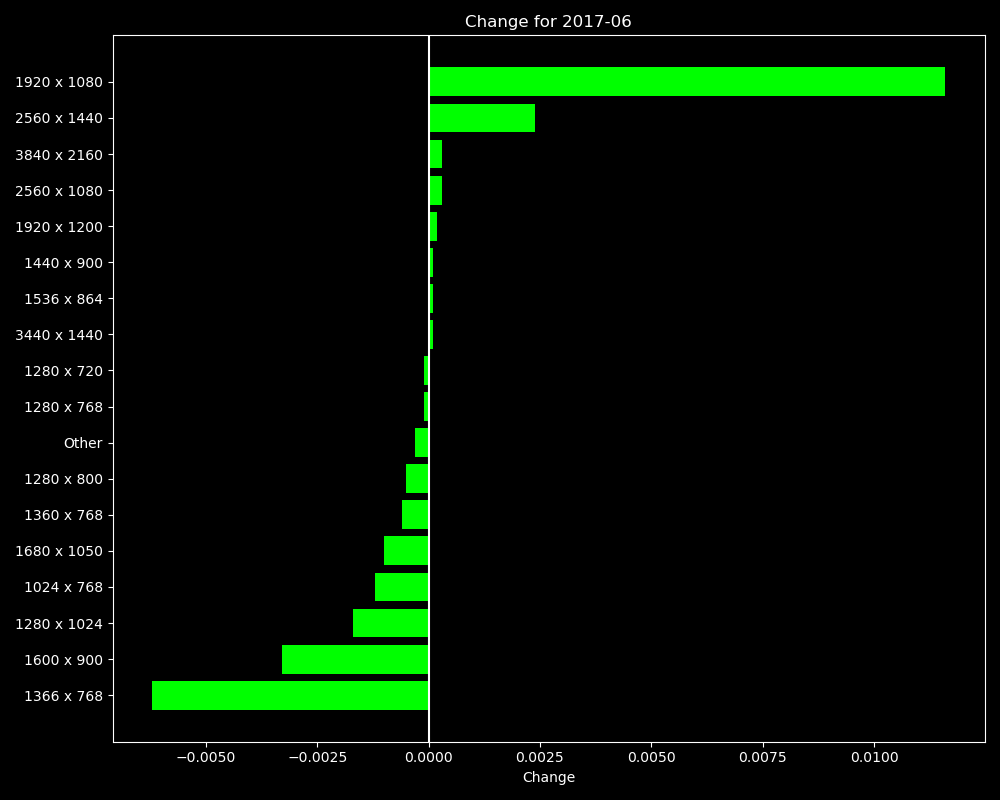 Change for 2017-06
1920 x 1080
2560 x 1440
3840 x 2160
2560 x 1080
1920 x 1200
1440 x 900
1536 x 864
3440 x 1440
1280 x 720
1280 x 768
Other
1280 x 800
1360 x 768
1680 x 1050
1024 x 768
1280 x 1024
1600 x 900
1366 x 768
−0.0050 −0.0025 0.0000 0.0025 0.0050 0.0075 0.0100
Change